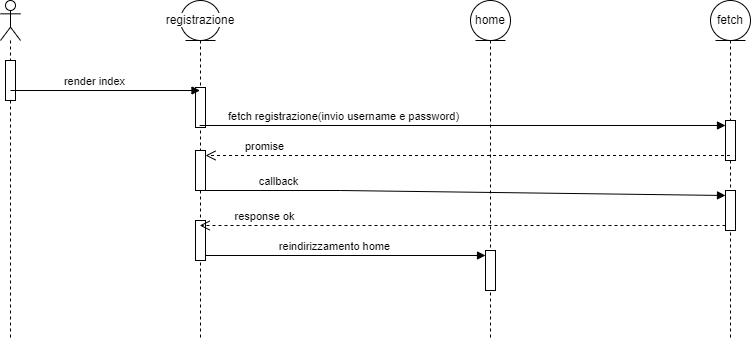 registrazione
home
fetch
render index
fetch registrazione(invio username e password)
promise
callback
response ok
reindirizzamento home